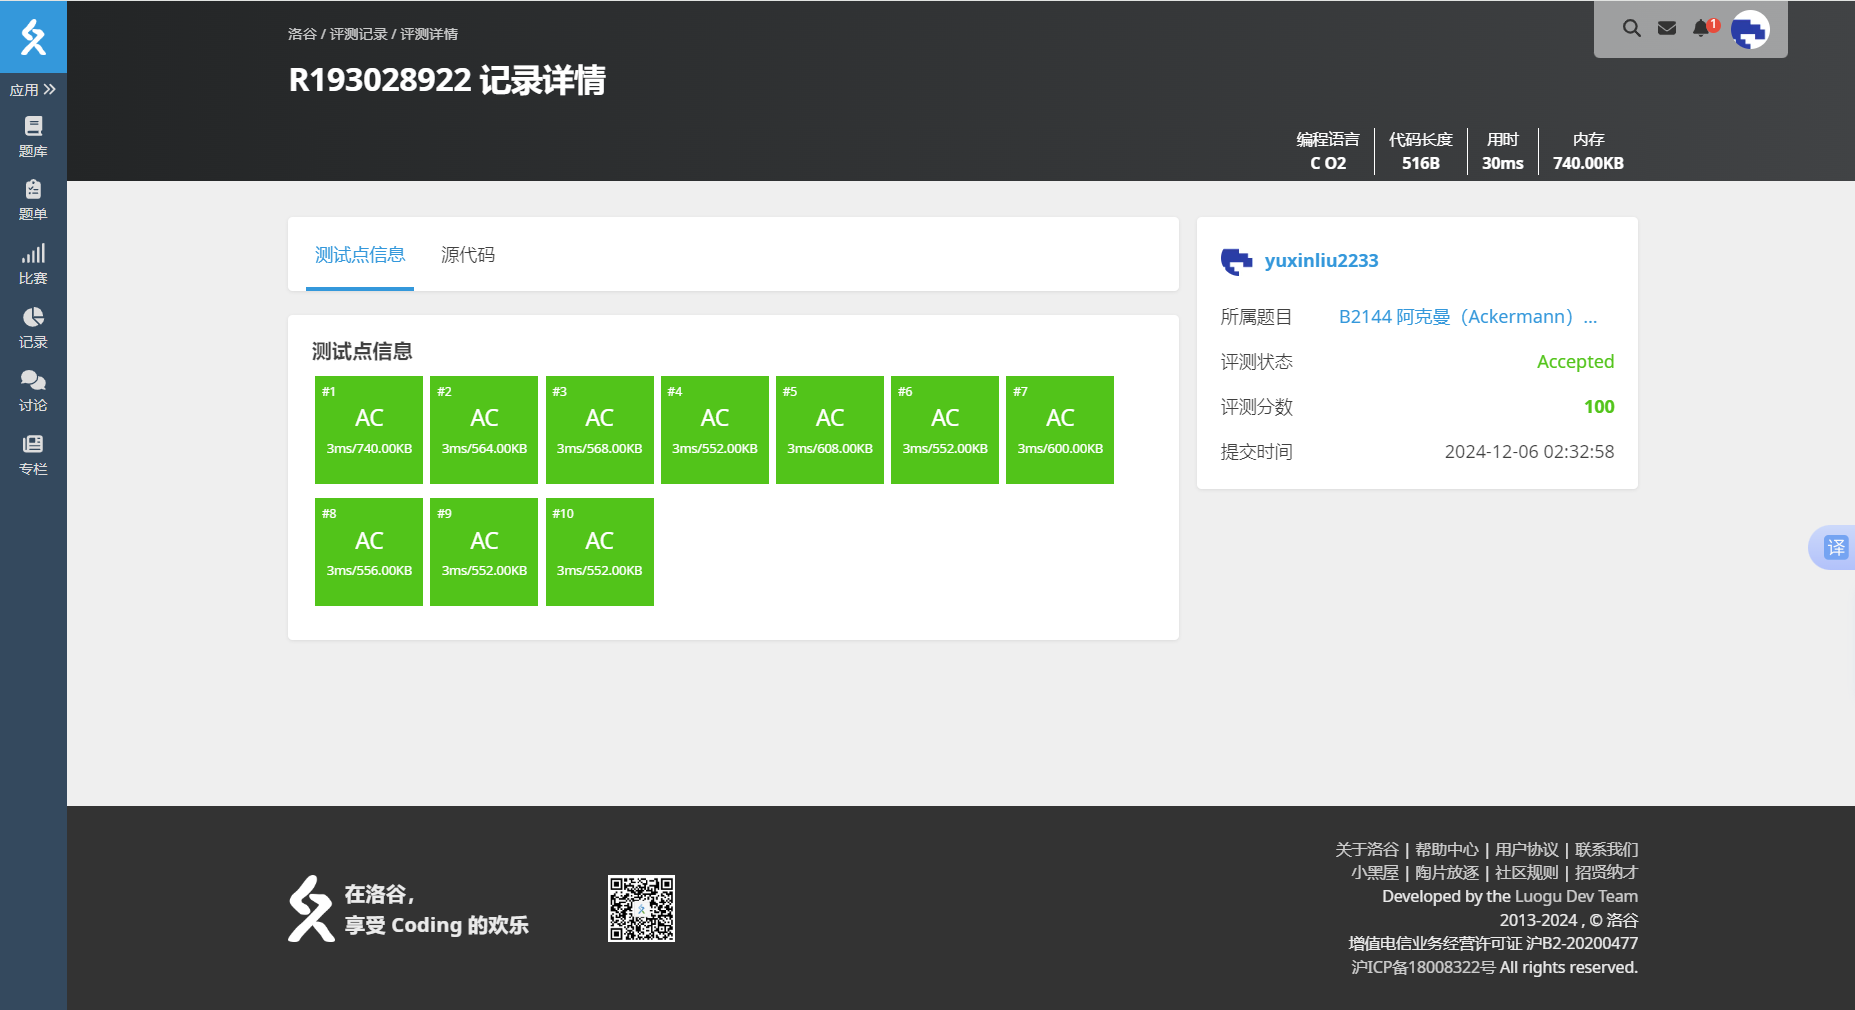 洛谷 / 评测记录 / 评测详情
R193028922 记录详情
1
编程语言 代码长度 用时 内存
C O2 516B 30ms 740.00KB
应用
题库
题单
比赛
记录
讨论
专栏
测试点信息 源代码
测试点信息
#1 #2 #3 #4 #5 #6 #7
AC AC AC AC AC AC AC
3ms/740.00KB 3ms/564.00KB 3ms/568.00KB 3ms/552.00KB 3ms/608.00KB 3ms/552.00KB 3ms/600.00KB
#8 #9 #10
AC AC AC
3ms/556.00KB 3ms/552.00KB 3ms/552.00KB
yuxinliu2233
所属题目 B2144 阿克曼（Ackermann）...
评测状态 Accepted
评测分数 100
提交时间 2024-12-06 02:32:58
译
在洛谷，
享受 Coding 的欢乐
关于洛谷 | 帮助中心 | 用户协议 | 联系我们
小黑屋 | 陶片放逐 | 社区规则 | 招贤纳才
Developed by the Luogu Dev Team
2013-2024 , © 洛谷
增值电信业务经营许可证 沪B2-20200477
沪ICP备18008322号 All rights reserved.